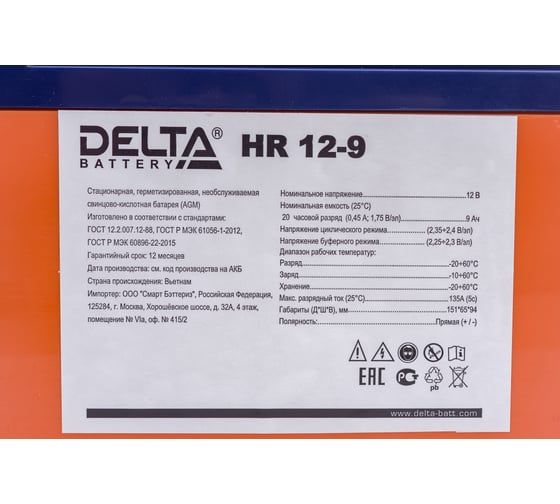 DELTA®
BATTERY
HR 12-9
Стационарная, герметизированная, необслуживаемая
свинцово-кислотная батарея (AGM)
Изготовлено в соответствии с стандартами:
ГОСТ 12.2.007.12-88, ГОСТ Р МЭК 61056-1-2012,
ГОСТ Р МЭК 60896-22-2015
Гарантийный срок: 12 месяцев
Дата производства: см. код производства на АКБ
Страна происхождения: Вьетнам
Импортер: ООО "Смарт Бэттериз", Российская Федерация,
125284, г. Москва, Хорошёвское шоссе, д. 32А, 4 этаж,
помещение № VIa, оф. № 415/2
Номинальное напряжение 12 В
Номинальная емкость (25°С)
20 часовой разряд (0,45 А; 1,75 В/эл) 9 Ач
Напряжение циклического режима (2,35÷2,4 В/эл)
Напряжение буферного режима (2,25÷2,3 В/эл)
Диапазон рабочих температур:
Разряд -20+60°С
Заряд -10+60°С
Хранение -20+60°С
Макс. разрядный ток (25°С) 135А (5с)
Габариты (Д*Ш*В), мм 151*65*94
Полярность: Прямая (+ / -)
EAC
Pb
www.delta-batt.com